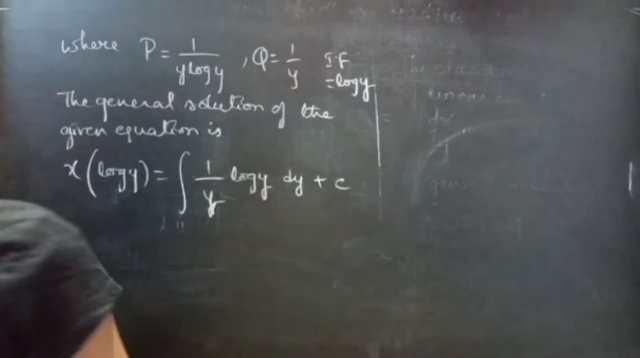 where P = 1/(y log y), Q = 1/y IF
= log y
The general solution of the
given equation is
x (log y) = ∫ 1/y log y dy + c